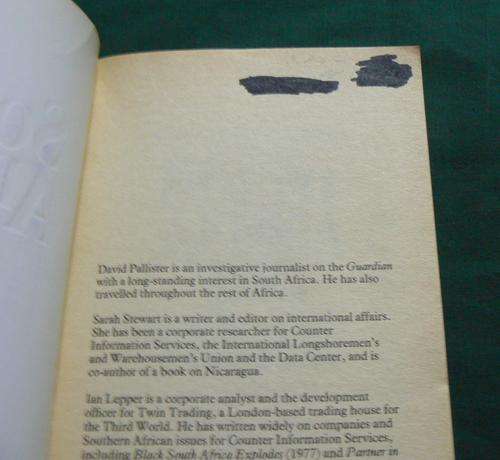 David Pallister is an investigative journalist on the Guardian
with a long-standing interest in South Africa. He has also
travelled throughout the rest of Africa.
Sarah Stewart is a writer and editor on international affairs.
She has been a corporate researcher for Counter
Information Services, the International Longshoremen's
and Warehousemen's Union and the Data Center, and is
co-author of a book on Nicaragua.
Ian Lepper is a corporate analyst and the development
officer for Twin Trading, a London-based trading house for
the Third World. He has written widely on companies and
Southern African issues for Counter Information Services,
including Black South Africa Explodes (1977) and Partner in